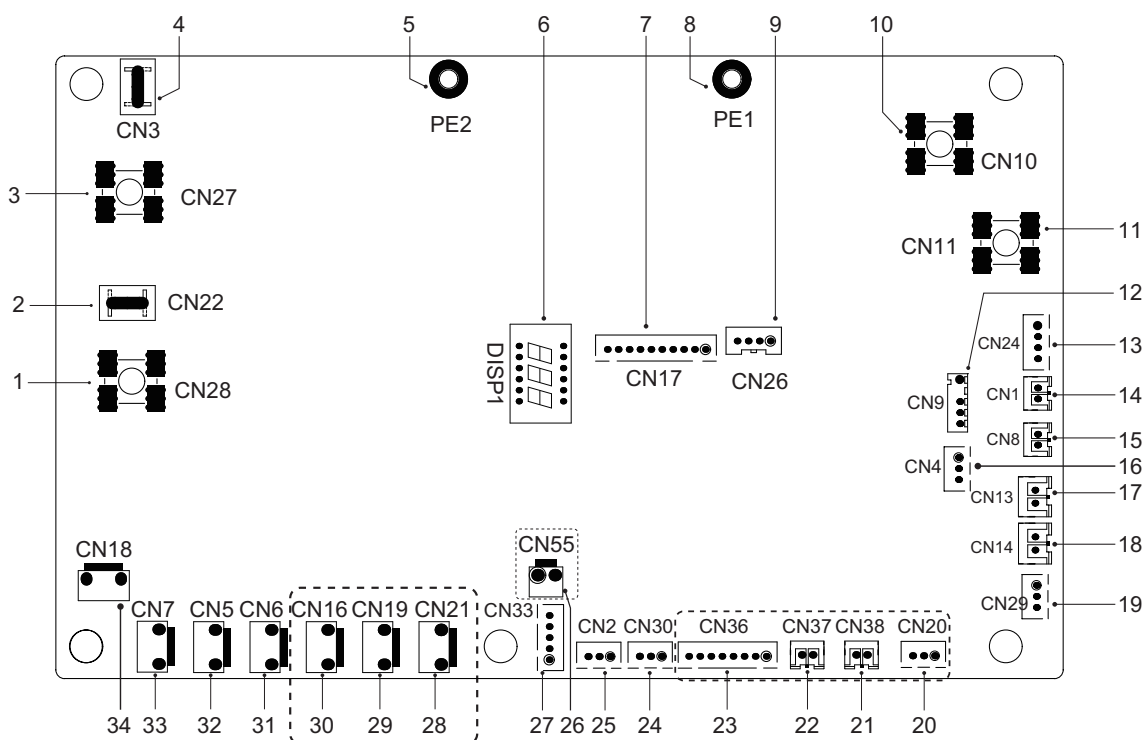 4 5 6 7 8 9 10
CN3
PE2
PE1
CN10
3
CN27
CN11
11
2
CN22
12
DISP1
CN24
13
CN17
CN26
1
CN28
CN9
CN1
14
CN8
15
CN4
16
CN13
17
CN18
CN55
CN14
18
CN7 CN5 CN6 CN16 CN19 CN21 CN33 CN2 CN30 CN36 CN37 CN38 CN20
CN29
19
34 33 32 31 30 29 28 27 26 25 24 23 22 21 20